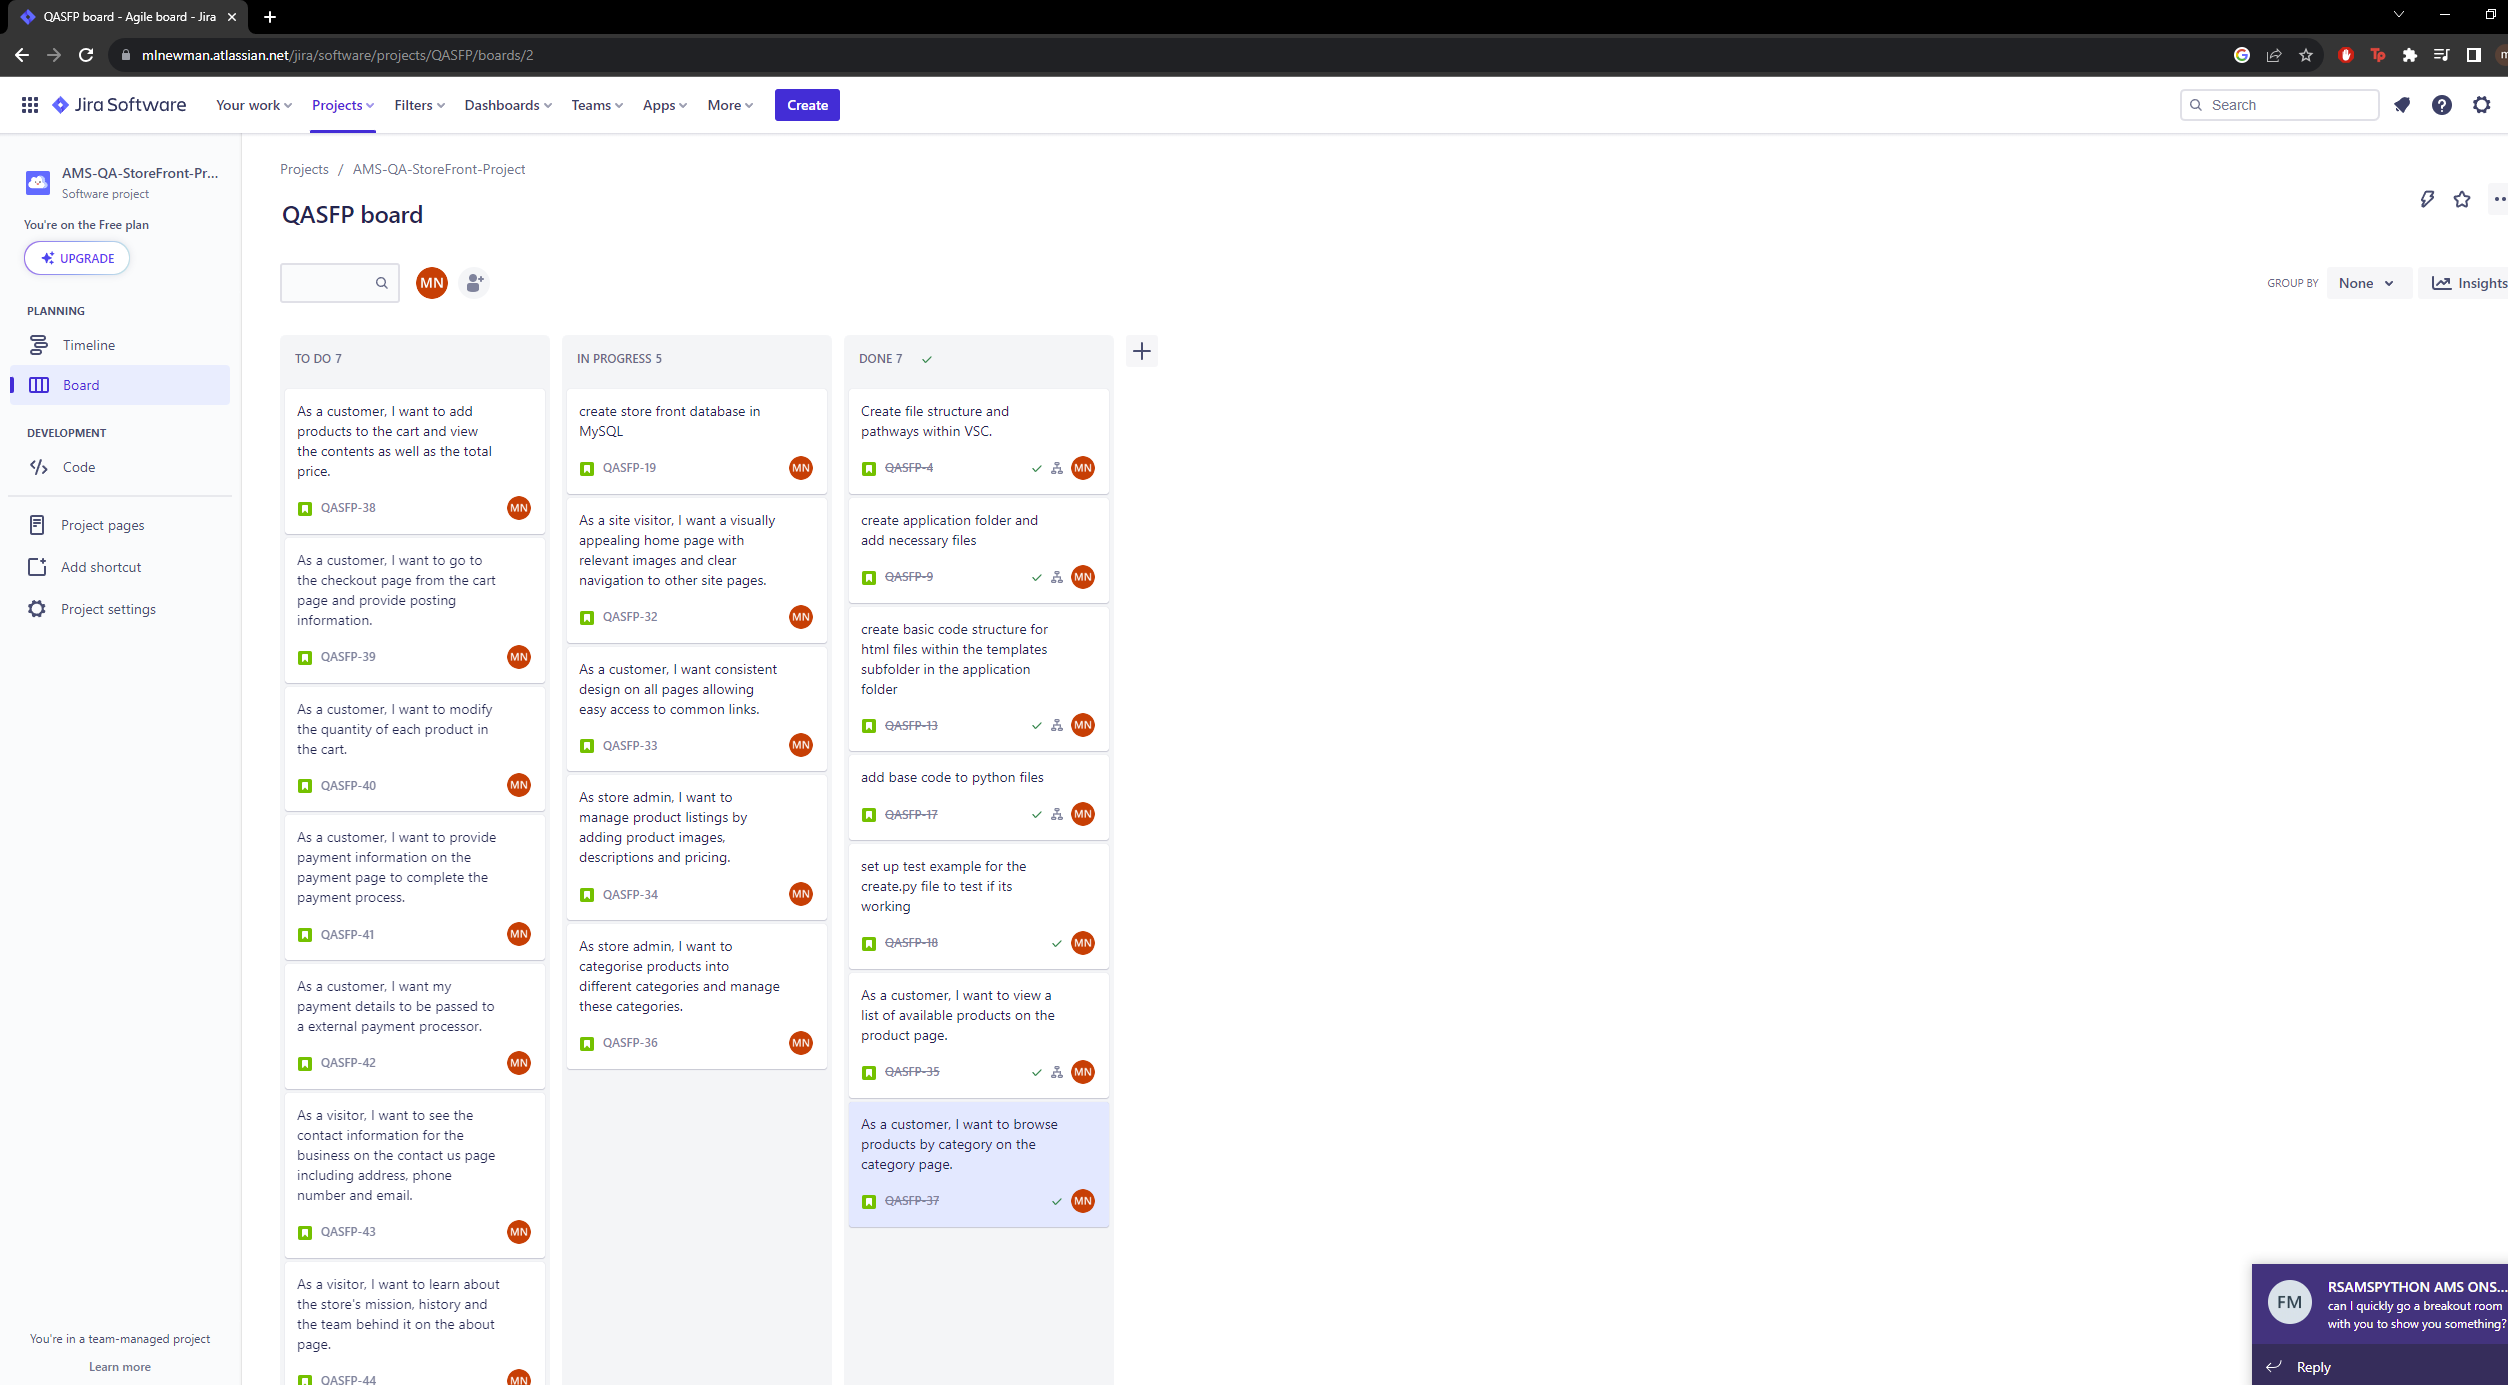 QASFP board - Agile board - Jira
mlnewman.atlassian.net/jira/software/projects/QASFP/boards/2
Jira Software
Your work
Projects
Filters
Dashboards
Teams
Apps
More
Create
Search
AMS-QA-StoreFront-Pr...
Software project
You're on the Free plan
UPGRADE
PLANNING
Timeline
Board
DEVELOPMENT
Code
Project pages
Add shortcut
Project settings
You're in a team-managed project
Learn more
Projects / AMS-QA-StoreFront-Project
QASFP board
MN
GROUP BY
None
Insights
TO DO 7
As a customer, I want to add
products to the cart and view
the contents as well as the total
price.
QASFP-38
MN
As a customer, I want to go to
the checkout page from the cart
page and provide posting
information.
QASFP-39
MN
As a customer, I want to modify
the quantity of each product in
the cart.
QASFP-40
MN
As a customer, I want to provide
payment information on the
payment page to complete the
payment process.
QASFP-41
MN
As a customer, I want my
payment details to be passed to
a external payment processor.
QASFP-42
MN
As a visitor, I want to see the
contact information for the
business on the contact us page
including address, phone
number and email.
QASFP-43
MN
As a visitor, I want to learn about
the store's mission, history and
the team behind it on the about
page.
QASFP-44
MN
IN PROGRESS 5
create store front database in
MySQL
QASFP-19
MN
As a site visitor, I want a visually
appealing home page with
relevant images and clear
navigation to other site pages.
QASFP-32
MN
As a customer, I want consistent
design on all pages allowing
easy access to common links.
QASFP-33
MN
As store admin, I want to
manage product listings by
adding product images,
descriptions and pricing.
QASFP-34
MN
As store admin, I want to
categorise products into
different categories and manage
these categories.
QASFP-36
MN
DONE 7
Create file structure and
pathways within VSC.
QASFP-4
MN
create application folder and
add necessary files
QASFP-9
MN
create basic code structure for
html files within the templates
subfolder in the application
folder
QASFP-13
MN
add base code to python files
QASFP-17
MN
set up test example for the
create.py file to test if its
working
QASFP-18
MN
As a customer, I want to view a
list of available products on the
product page.
QASFP-35
MN
As a customer, I want to browse
products by category on the
category page.
QASFP-37
MN
FM
RSAMSPYTHON AMS ONS...
can I quickly go a breakout room
with you to show you something?
Reply